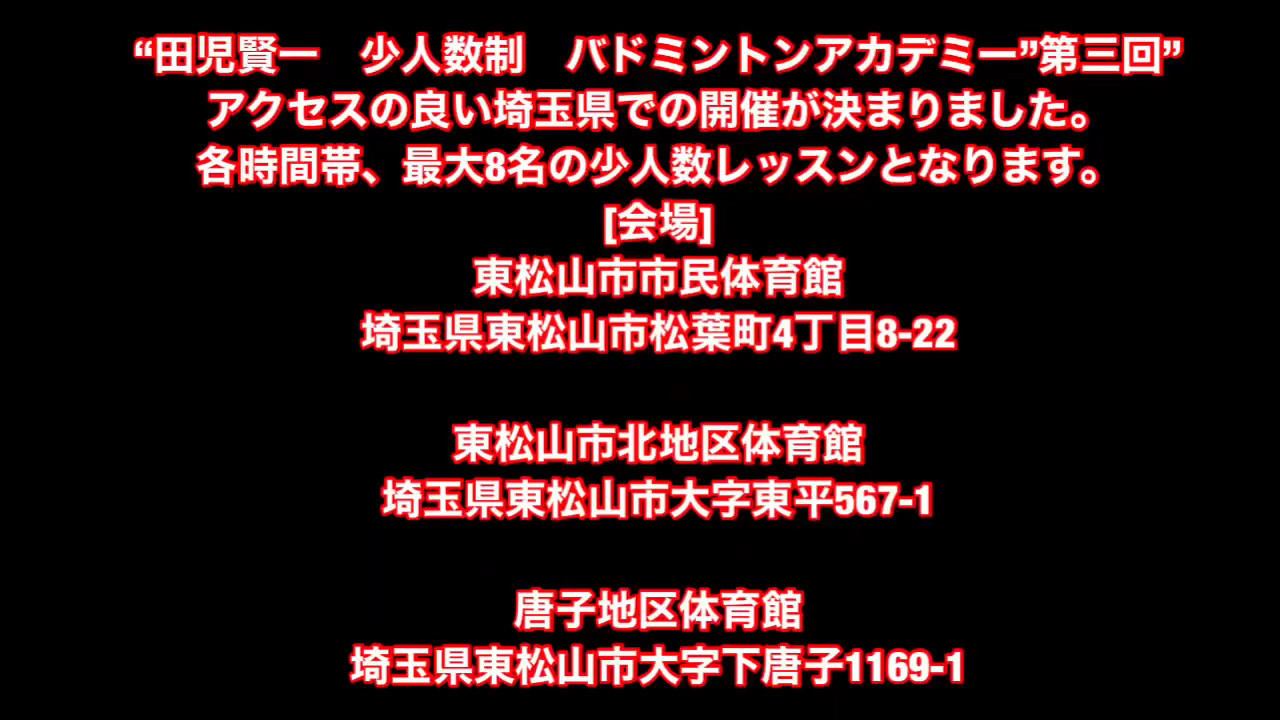 “田児賢一　少人数制　バドミントンアカデミー”第三回”
アクセスの良い埼玉県での開催が決まりました。
各時間帯、最大8名の少人数レッスンとなります。
[会場]
東松山市市民体育館
埼玉県東松山市松葉町4丁目8-22
東松山市北地区体育館
埼玉県東松山市大字東平567-1
唐子地区体育館
埼玉県東松山市大字下唐子1169-1